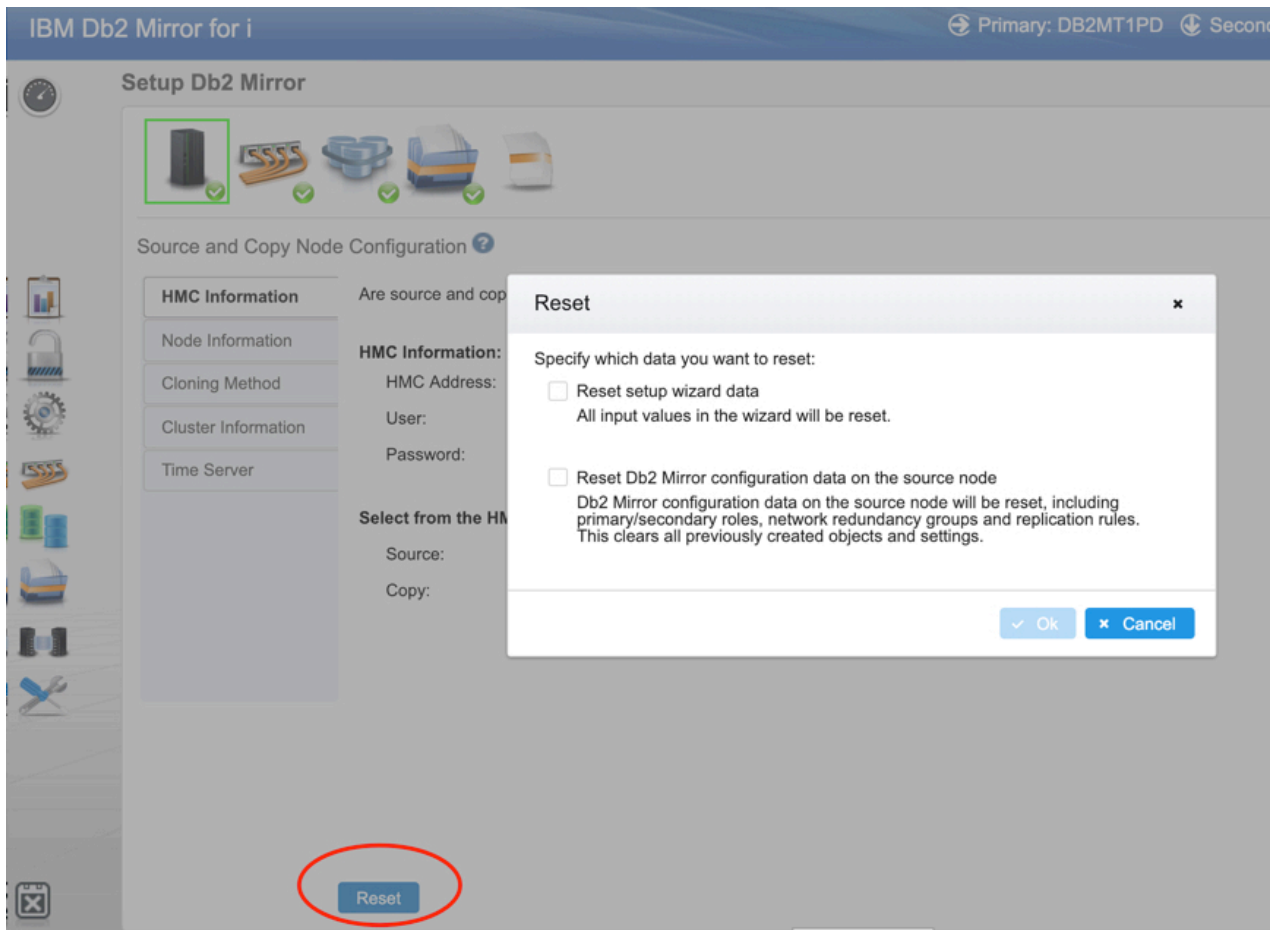 IBM Db2 Mirror for i
Primary: DB2MT1PD
Setup Db2 Mirror
Source and Copy Node Configuration ?
HMC Information
Node Information
Cloning Method
Cluster Information
Time Server
Are source and
HMC Information:
HMC Address:
User:
Password:
Select from the
Source:
Copy:
Reset
Specify which data you want to reset:
Reset setup wizard data
All input values in the wizard will be reset.
Reset Db2 Mirror configuration data on the source node
Db2 Mirror configuration data on the source node will be reset, including
primary/secondary roles, network redundancy groups and replication rules.
This clears all previously created objects and settings.
Ok
Cancel
Reset